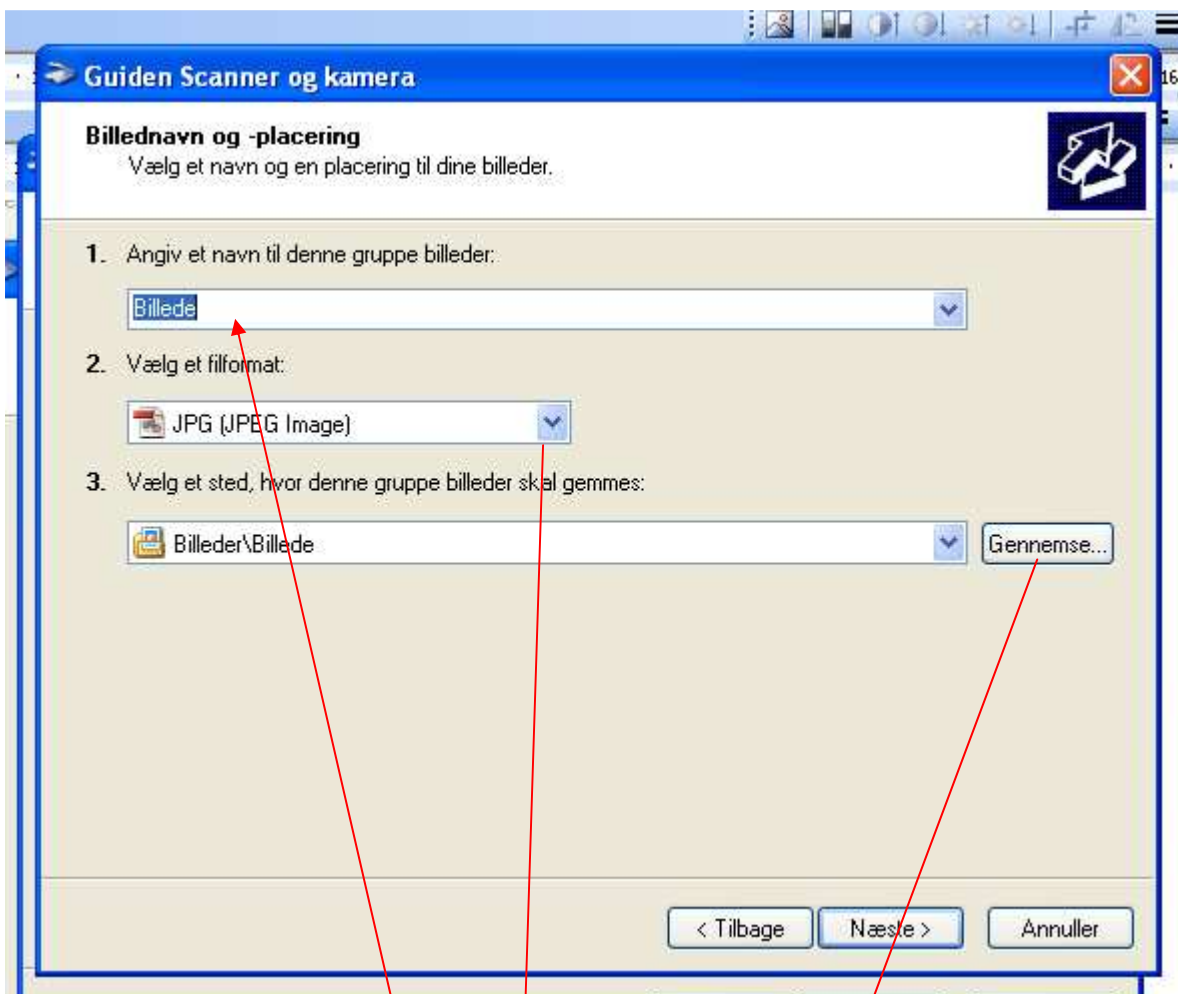 16
Guiden Scanner og kamera
Billednavn og -placering
Vælg et navn og en placering til dine billeder.
1. Angiv et navn til denne gruppe billeder:
Billede
2. Vælg et filformat:
JPG (JPEG Image)
3. Vælg et sted, hvor denne gruppe billeder skal gemmes:
Billeder\Billede
Gennemse...
< Tilbage
Næste >
Annuller